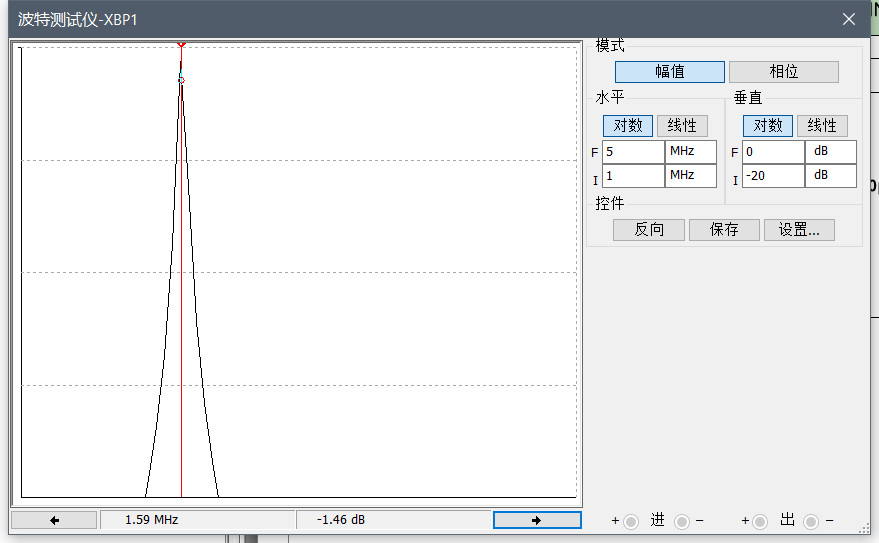 波特测试仪-XBP1
模式
幅值 相位
水平 垂直
对数 线性 对数 线性
F 5 MHz F 0 dB
I 1 MHz I -20 dB
控件
反向 保存 设置...
1.59 MHz -1.46 dB
+ 进 − + 出 −